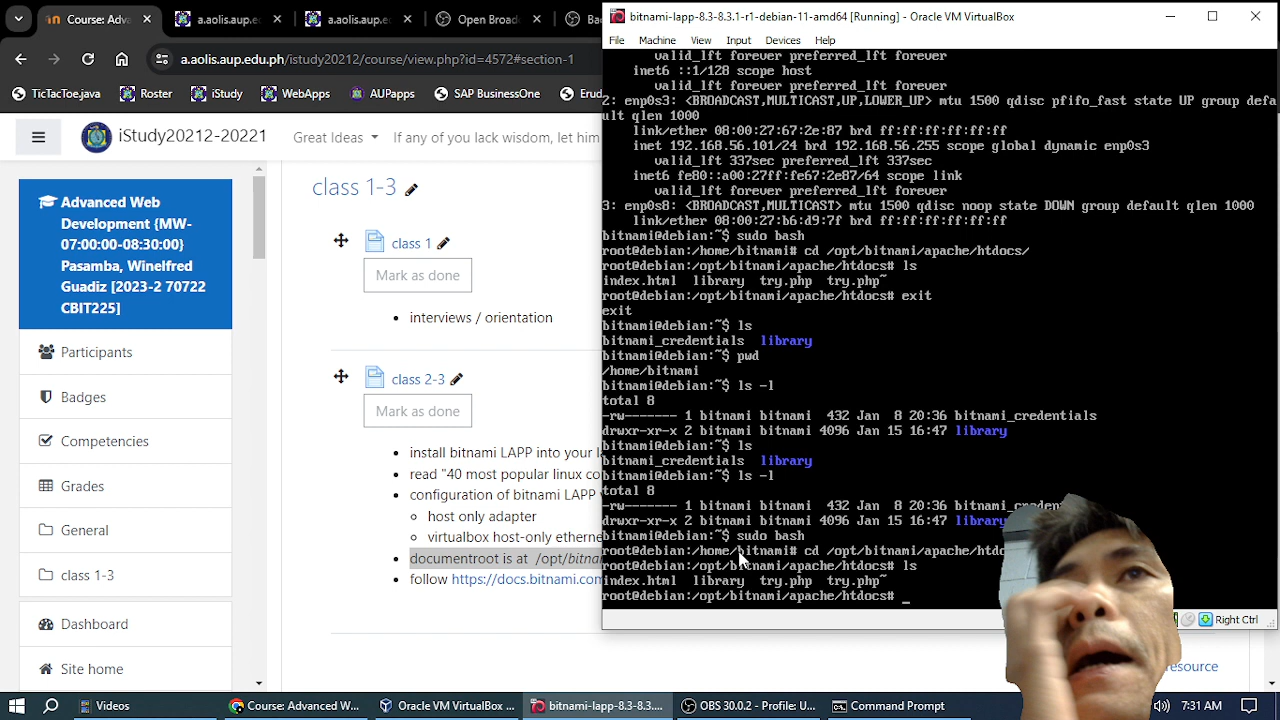 Course Adva
a.aolis.sup.ec
a.aolis.sup.ec
Open Broad
Ba
a.aolis.sup.edu.ph/istudy20212/course/view.php?id=4572#section-1
TicTacDejavu
Roster
iStudy
WebApps
AUPApps
SDA BusinessOne
Erud
iStudy20212-20221
Great Ideas
If any of you lack wisdom, let him
Advanced Web
Development {MW-
07:00:00-08:30:00}
Pasamba, Winelfred
Guadiz [2023-2 70722
CBIT225]
Participants
Badges
Competencies
Grades
General
class 1-3
Dashboard
Site home
class 1-3
class 1
Mark as done
interviews / orientation
class 2-3
Mark as done
install bitnami LAPP into your l
read "40 most popular linux co
configuration of bitnami LAPP
host only adapter
virtualbox host-only etherne
documentroot is at /opt/bitna
follow https://docs.bitnami.com
resource
bitnami-lapp-8.3-8.3.1-r1-debian-11-amd64 [Running] - Oracle VM VirtualBox
File Machine View Input Devices Help
valid_lft forever preferred_lft forever
inet6 ::1/128 scope host
valid_lft forever preferred_lft forever
2: enp0s3: <BROADCAST,MULTICAST,UP,LOWER_UP> mtu 1500 qdisc pfifo_fast state UP group defa
ult qlen 1000
link/ether 08:00:27:67:2e:87 brd ff:ff:ff:ff:ff:ff
inet 192.168.56.101/24 brd 192.168.56.255 scope global dynamic enp0s3
valid_lft 337sec preferred_lft 337sec
inet6 fe80::a00:27ff:fe67:2e87/64 scope link
valid_lft forever preferred_lft forever
3: enp0s8: <BROADCAST,MULTICAST> mtu 1500 qdisc noop state DOWN group default qlen 1000
link/ether 08:00:27:b6:d9:7f brd ff:ff:ff:ff:ff:ff
bitnami@debian:~$ sudo bash
root@debian:/home/bitnami# cd /opt/bitnami/apache/htdocs/
root@debian:/opt/bitnami/apache/htdocs# ls
index.html library try.php try.php~
root@debian:/opt/bitnami/apache/htdocs# exit
exit
bitnami@debian:~$ ls
bitnami_credentials library
bitnami@debian:~$ pwd
/home/bitnami
bitnami@debian:~$ ls -l
total 8
-rw------- 1 bitnami bitnami 432 Jan 8 20:36 bitnami_credentials
drwxr-xr-x 2 bitnami bitnami 4096 Jan 15 16:47 library
bitnami@debian:~$ ls
bitnami_credentials library
bitnami@debian:~$ ls -l
total 8
-rw------- 1 bitnami bitnami 432 Jan 8 20:36 bitnami_creden
drwxr-xr-x 2 bitnami bitnami 4096 Jan 15 16:47 library
bitnami@debian:~$ sudo bash
root@debian:/home/bitnami# cd /opt/bitnami/apache/htdoc
root@debian:/opt/bitnami/apache/htdocs# ls
index.html library try.php try.php~
root@debian:/opt/bitnami/apache/htdocs# _
Right Ctrl
Videos
Course Advanced W...
Oracle VM VirtualBox ...
bitnami-lapp-8.3-8.3....
OBS 30.0.2 - Profile: U...
Command Prompt
7:31 AM